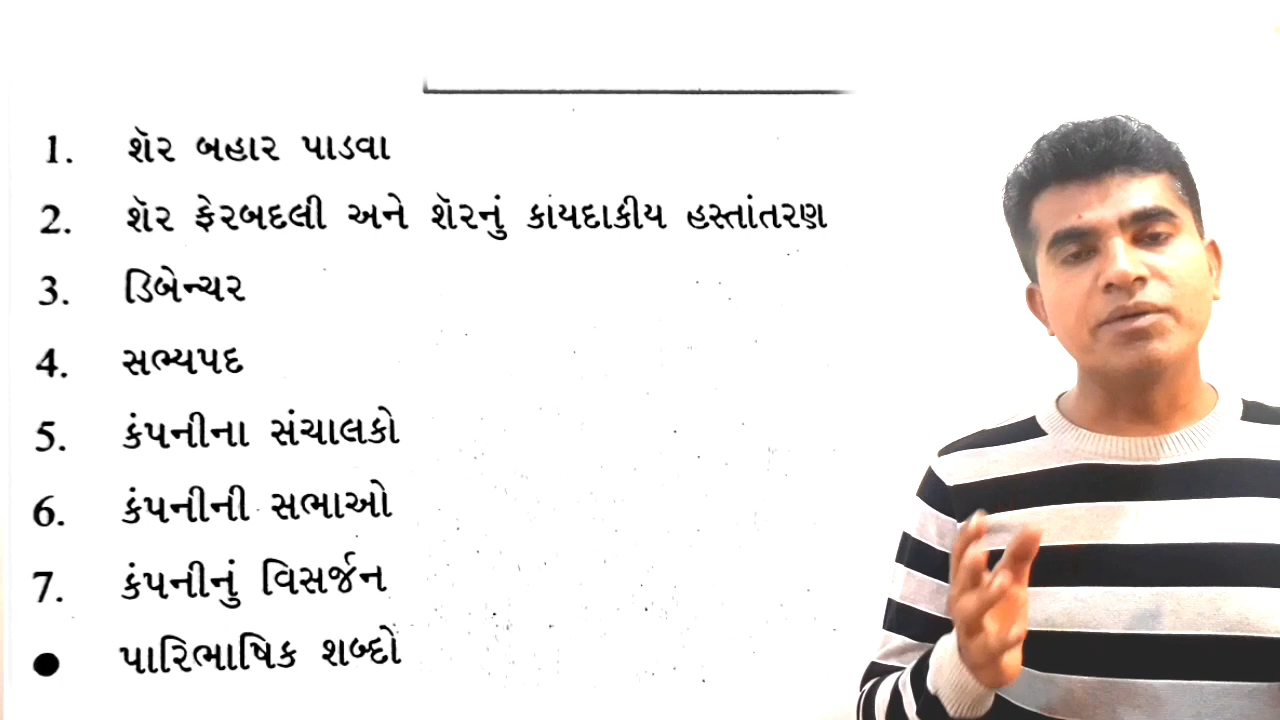 1. શૅર બહાર પાડવા
2. શૅર ફેરબદલી અને શૅરનું કાયદાકીય હસ્તાંતરણ
3. ડિબેન્ચર
4. સભ્યપદ
5. કંપનીના સંચાલકો
6. કંપનીની સભાઓ
7. કંપનીનું વિસર્જન
● પારિભાષિક શબ્દો